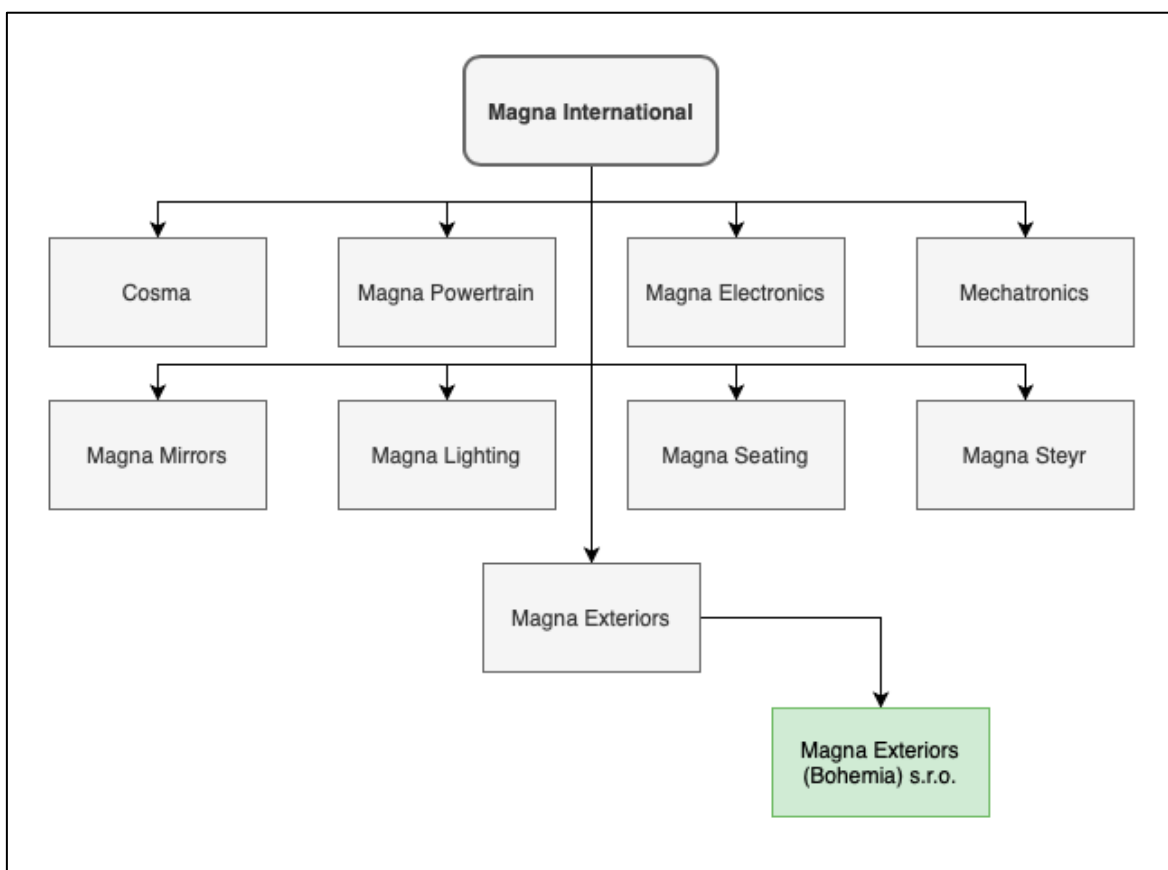 Magna International
Cosma
Magna Powertrain
Magna Electronics
Mechatronics
Magna Mirrors
Magna Lighting
Magna Seating
Magna Steyr
Magna Exteriors
Magna Exteriors
(Bohemia) s.r.o.